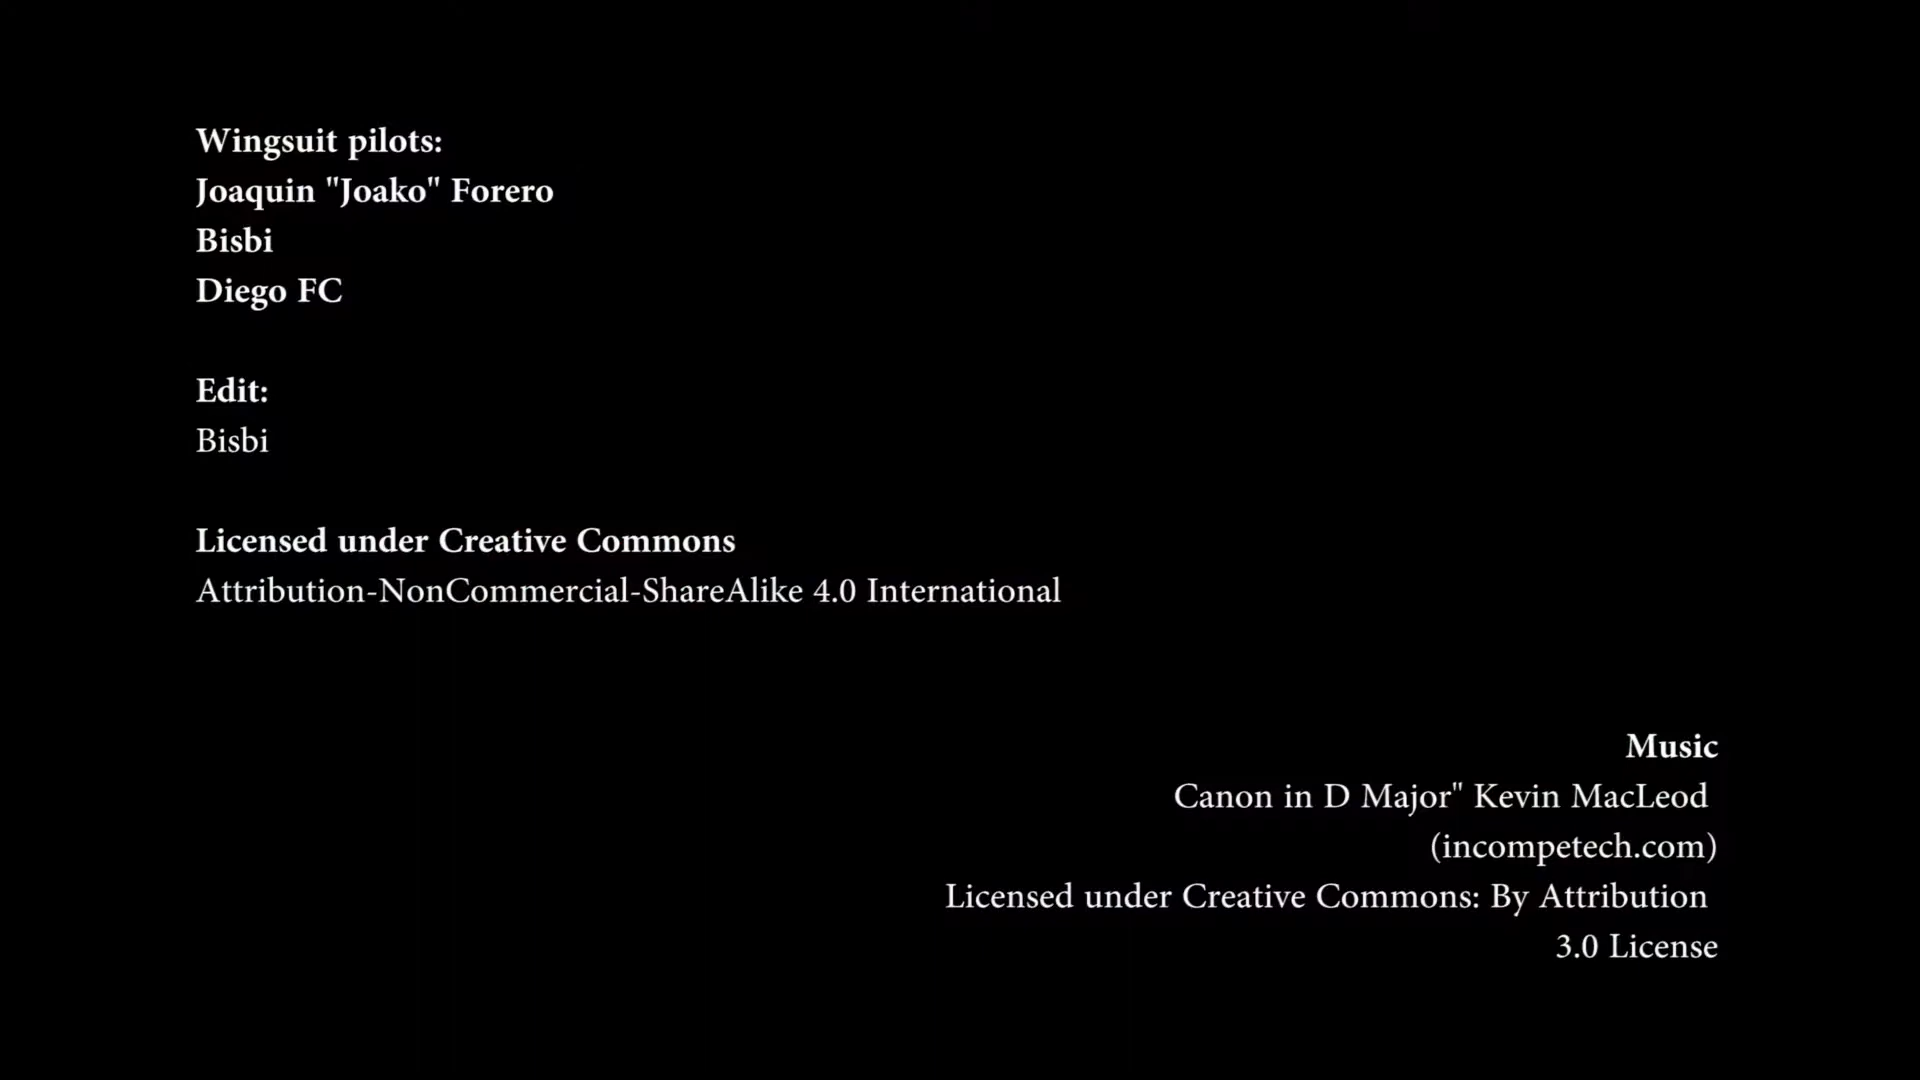 Wingsuit pilots:
Joaquin "Joako" Forero
Bisbi
Diego FC
Edit:
Bisbi
Licensed under Creative Commons
Attribution-NonCommercial-ShareAlike 4.0 International
Music
Canon in D Major" Kevin MacLeod
(incompetech.com)
Licensed under Creative Commons: By Attribution
3.0 License